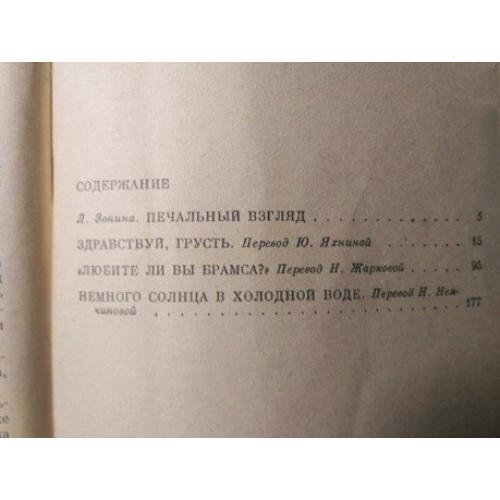 СОДЕРЖАНИЕ
Л. Зонина. ПЕЧАЛЬНЫЙ ВЗГЛЯД . . . . . . . . . . . 5
ЗДРАВСТВУЙ, ГРУСТЬ. Перевод Ю. Яхниной . . . . 15
«ЛЮБИТЕ ЛИ ВЫ БРАМСА?» Перевод Н. Жарковой . . 95
НЕМНОГО СОЛНЦА В ХОЛОДНОЙ ВОДЕ. Перевод Н. Нем-
чиновой . . . . . . . . . . . . . . . . . . . . . 177